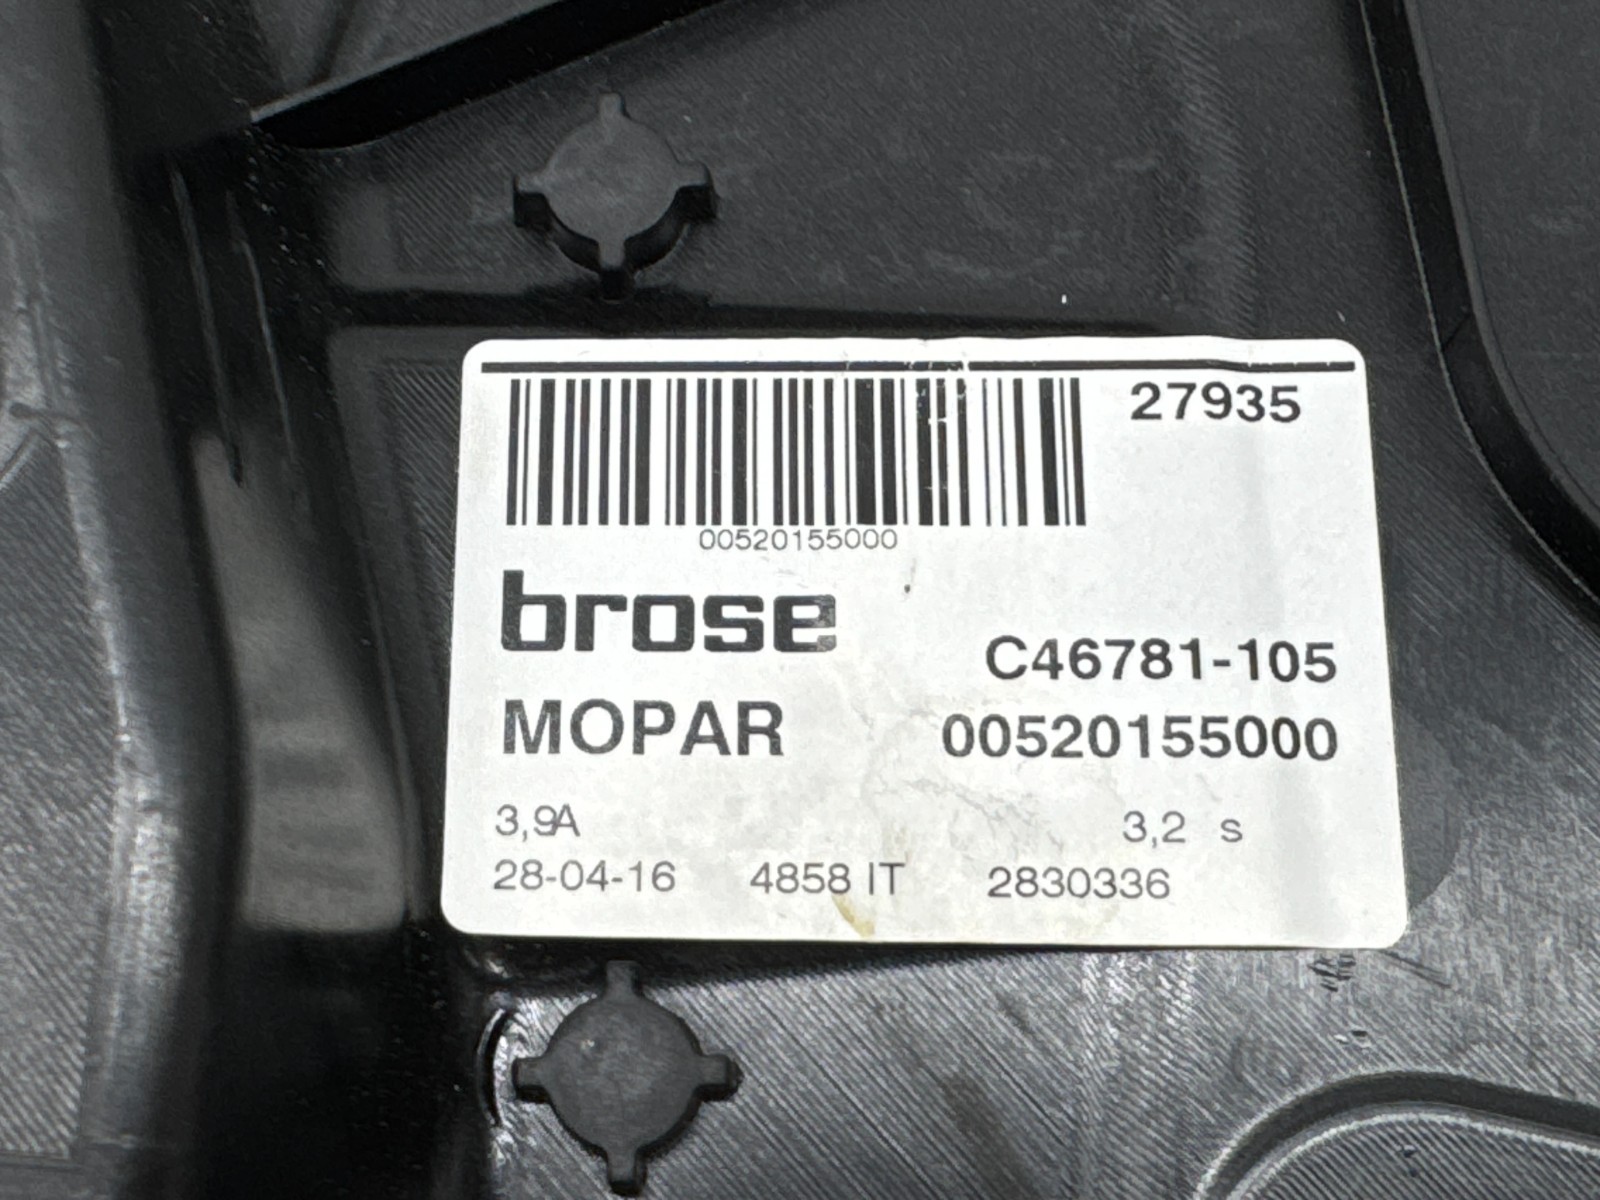 27935
00520155000
brose
C46781-105
MOPAR 00520155000
3,9A 3,2 s
28-04-16 4858 IT 2830336